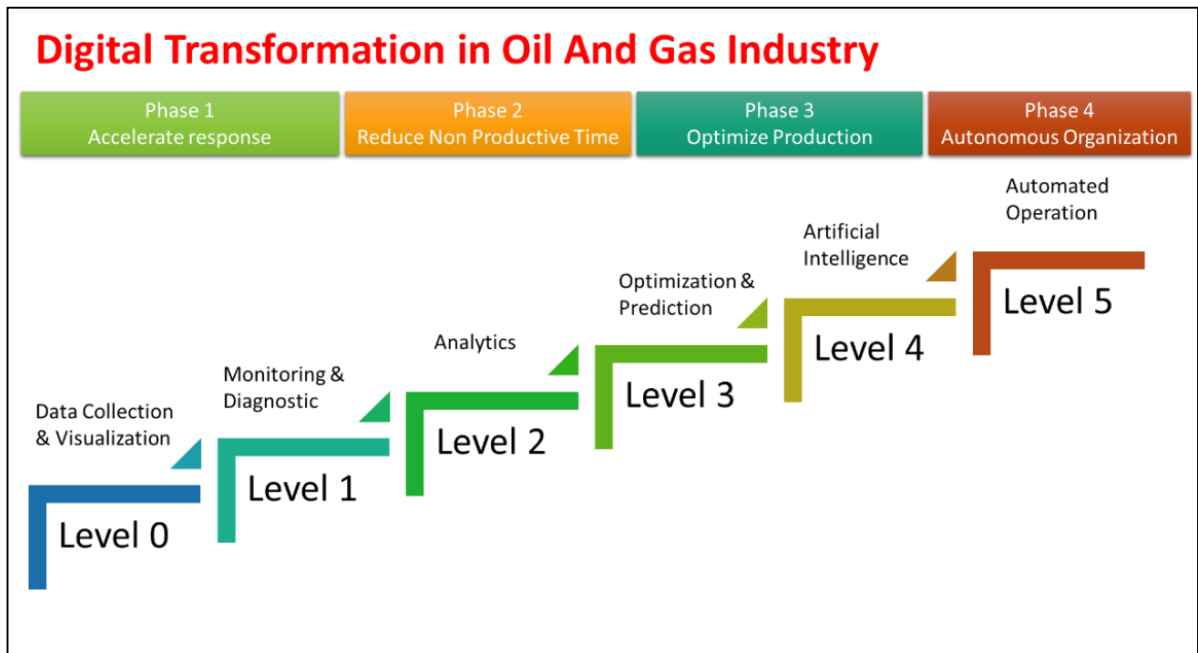 Digital Transformation in Oil And Gas Industry
Phase 1
Accelerate response
Phase 2
Reduce Non Productive Time
Phase 3
Optimize Production
Phase 4
Autonomous Organization
Data Collection
& Visualization
Level 0
Monitoring &
Diagnostic
Level 1
Analytics
Level 2
Optimization &
Prediction
Level 3
Artificial
Intelligence
Level 4
Automated
Operation
Level 5